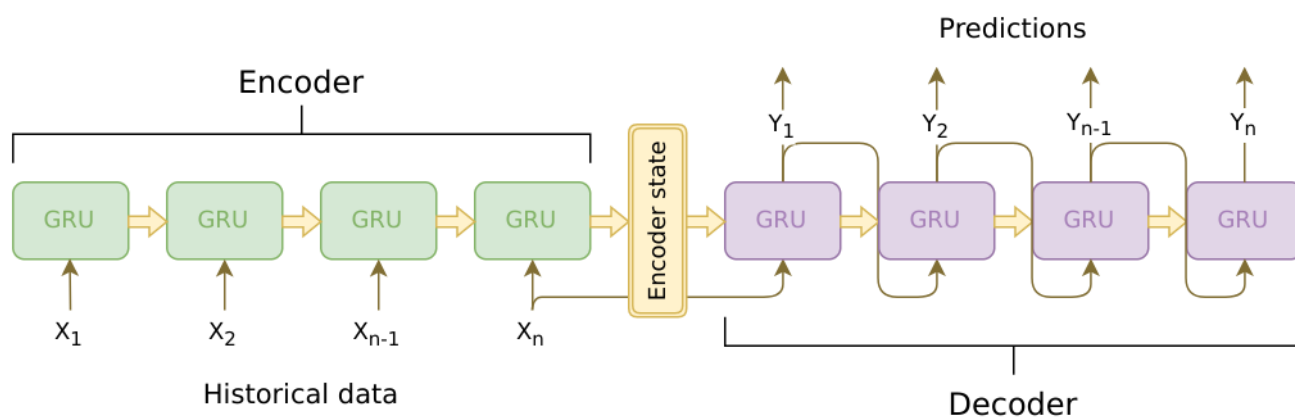 Predictions
Encoder
Y1 Y2 Yn-1 Yn
GRU GRU GRU GRU Encoder state GRU GRU GRU GRU
X1 X2 Xn-1 Xn
Historical data
Decoder